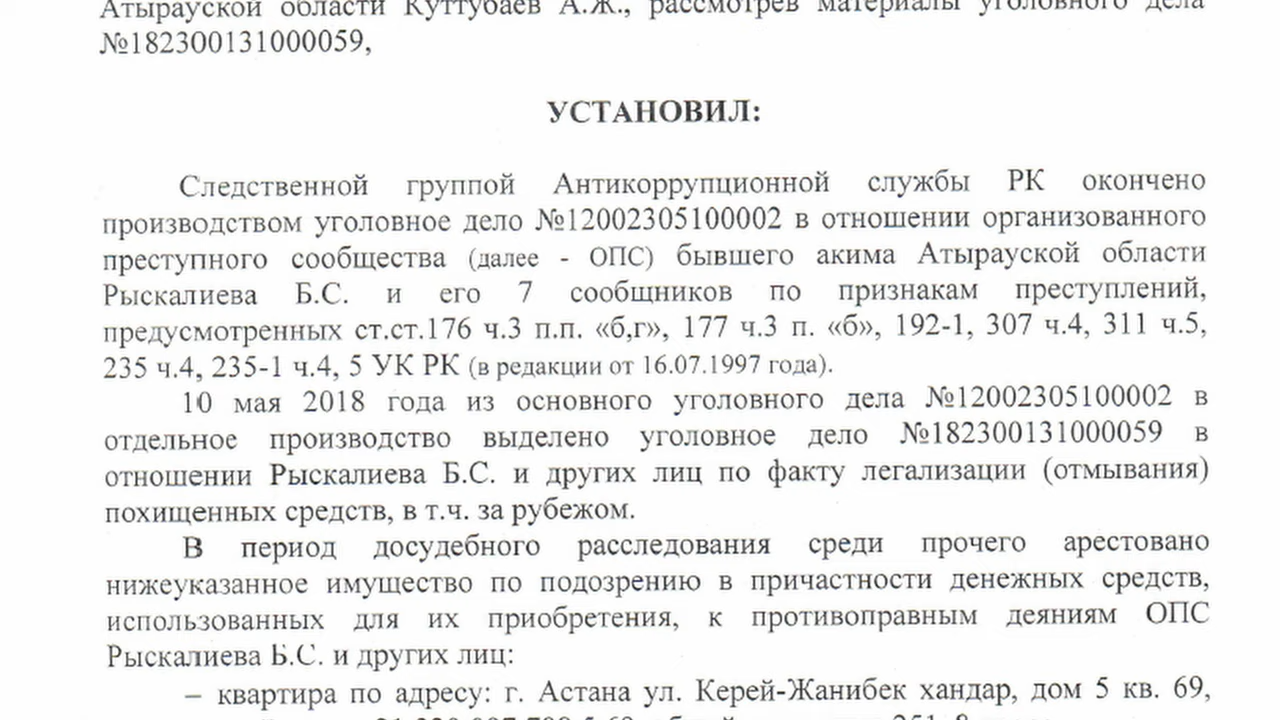 Атырауской области Куттубаев А.Ж., рассмотрев материалы уголовного дела
№182300131000059,
УСТАНОВИЛ:
Следственной группой Антикоррупционной службы РК окончено
производством уголовное дело №12002305100002 в отношении организованного
преступного сообщества (далее - ОПС) бывшего акима Атырауской области
Рыскалиева Б.С. и его 7 сообщников по признакам преступлений,
предусмотренных ст.ст.176 ч.3 п.п. «б,г», 177 ч.3 п. «б», 192-1, 307 ч.4, 311 ч.5,
235 ч.4, 235-1 ч.4, 5 УК РК (в редакции от 16.07.1997 года).
10 мая 2018 года из основного уголовного дела №12002305100002 в
отдельное производство выделено уголовное дело №182300131000059 в
отношении Рыскалиева Б.С. и других лиц по факту легализации (отмывания)
похищенных средств, в т.ч. за рубежом.
В период досудебного расследования среди прочего арестовано
нижеуказанное имущество по подозрению в причастности денежных средств,
использованных для их приобретения, к противоправным деяниям ОПС
Рыскалиева Б.С. и других лиц:
– квартира по адресу: г. Астана ул. Керей-Жанибек хандар, дом 5 кв. 69,